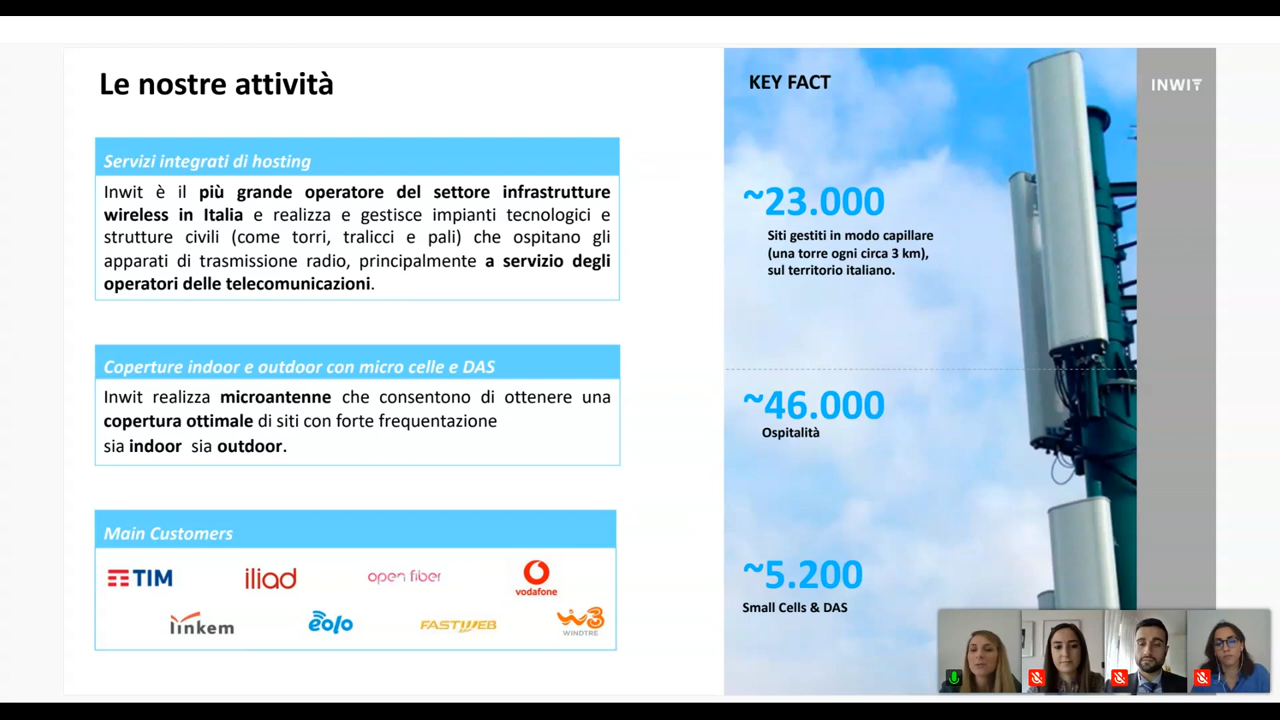 Le nostre attività
Servizi integrati di hosting
Inwit è il più grande operatore del settore infrastrutture
wireless in Italia e realizza e gestisce impianti tecnologici e
strutture civili (come torri, tralicci e pali) che ospitano gli
apparati di trasmissione radio, principalmente a servizio degli
operatori delle telecomunicazioni.
Coperture indoor e outdoor con micro celle e DAS
Inwit realizza microantenne che consentono di ottenere una
copertura ottimale di siti con forte frequentazione
sia indoor sia outdoor.
Main Customers
TIM iliad open fiber vodafone
linkem eolo FASTWEB W3 WINDTRE
KEY FACT
INWIT
~23.000
Siti gestiti in modo capillare
(una torre ogni circa 3 km),
sul territorio italiano.
~46.000
Ospitalità
~5.200
Small Cells & DAS